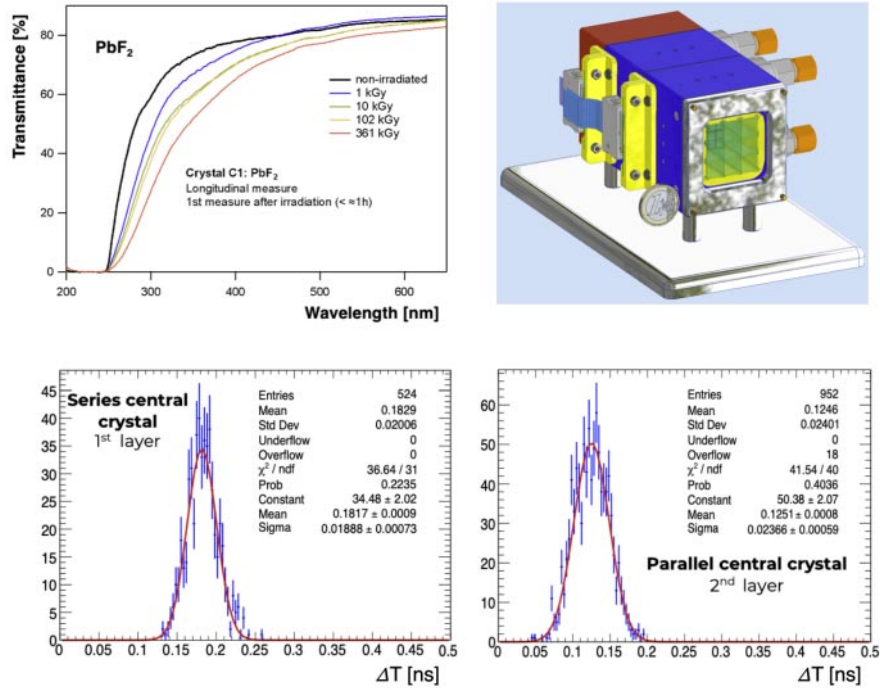 Transmittance [%]
80
60
40
20
0
PbF₂
non-irradiated
1 kGy
10 kGy
102 kGy
361 kGy
Crystal C1: PbF₂
Longitudinal measure
1st measure after irradiation (< ≈1h)
200 300 400 500 600
Wavelength [nm]
Series central
crystal
1st layer
45
40
35
30
25
20
15
10
5
0
Entries 524
Mean 0.1829
Std Dev 0.02006
Underflow 0
Overflow 0
χ² / ndf 36.64 / 31
Prob 0.2235
Constant 34.48 ± 2.02
Mean 0.1817 ± 0.0009
Sigma 0.01888 ± 0.00073
0 0.05 0.1 0.15 0.2 0.25 0.3 0.35 0.4 0.45 0.5
ΔT [ns]
60
50
40
30
20
10
0
Entries 952
Mean 0.1246
Std Dev 0.02401
Underflow 0
Overflow 18
χ² / ndf 41.54 / 40
Prob 0.4036
Constant 50.38 ± 2.07
Mean 0.1251 ± 0.0008
Sigma 0.02366 ± 0.00059
Parallel central crystal
2nd layer
0 0.05 0.1 0.15 0.2 0.25 0.3 0.35 0.4 0.45 0.5
ΔT [ns]